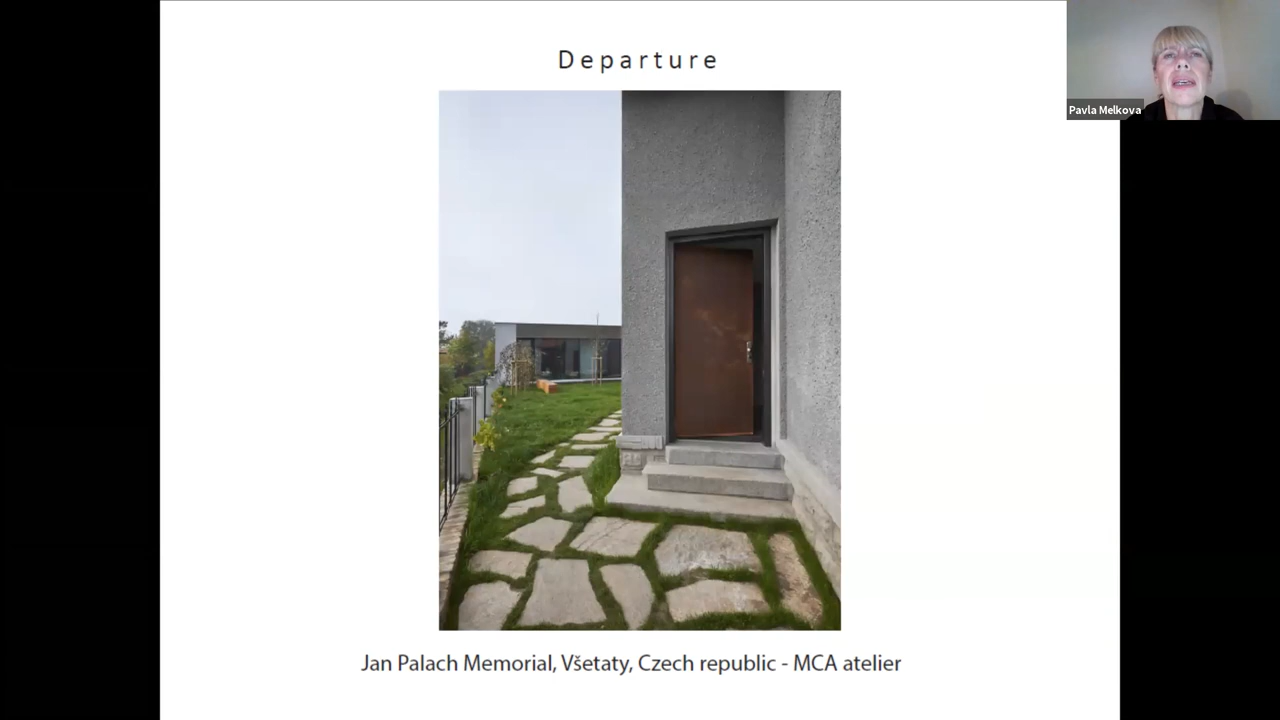 Departure
Pavla Melkova
Jan Palach Memorial, Všetaty, Czech republic - MCA atelier